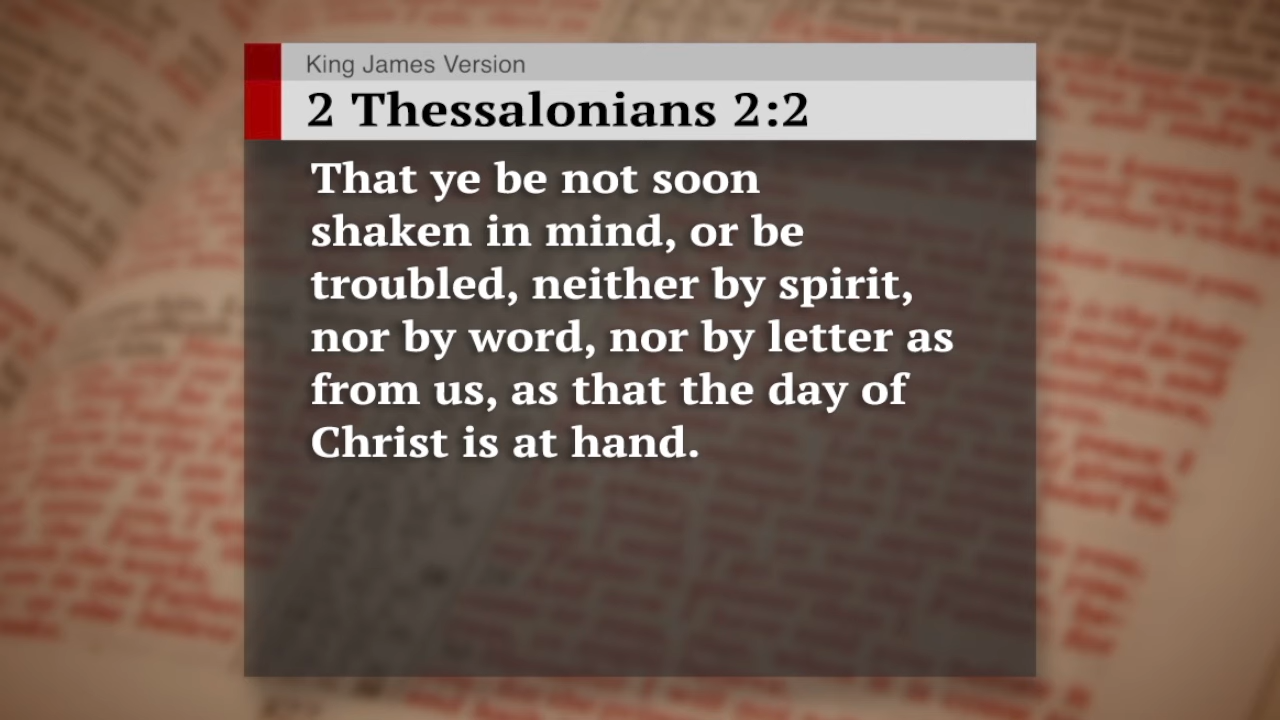 King James Version
2 Thessalonians 2:2
That ye be not soon
shaken in mind, or be
troubled, neither by spirit,
nor by word, nor by letter as
from us, as that the day of
Christ is at hand.